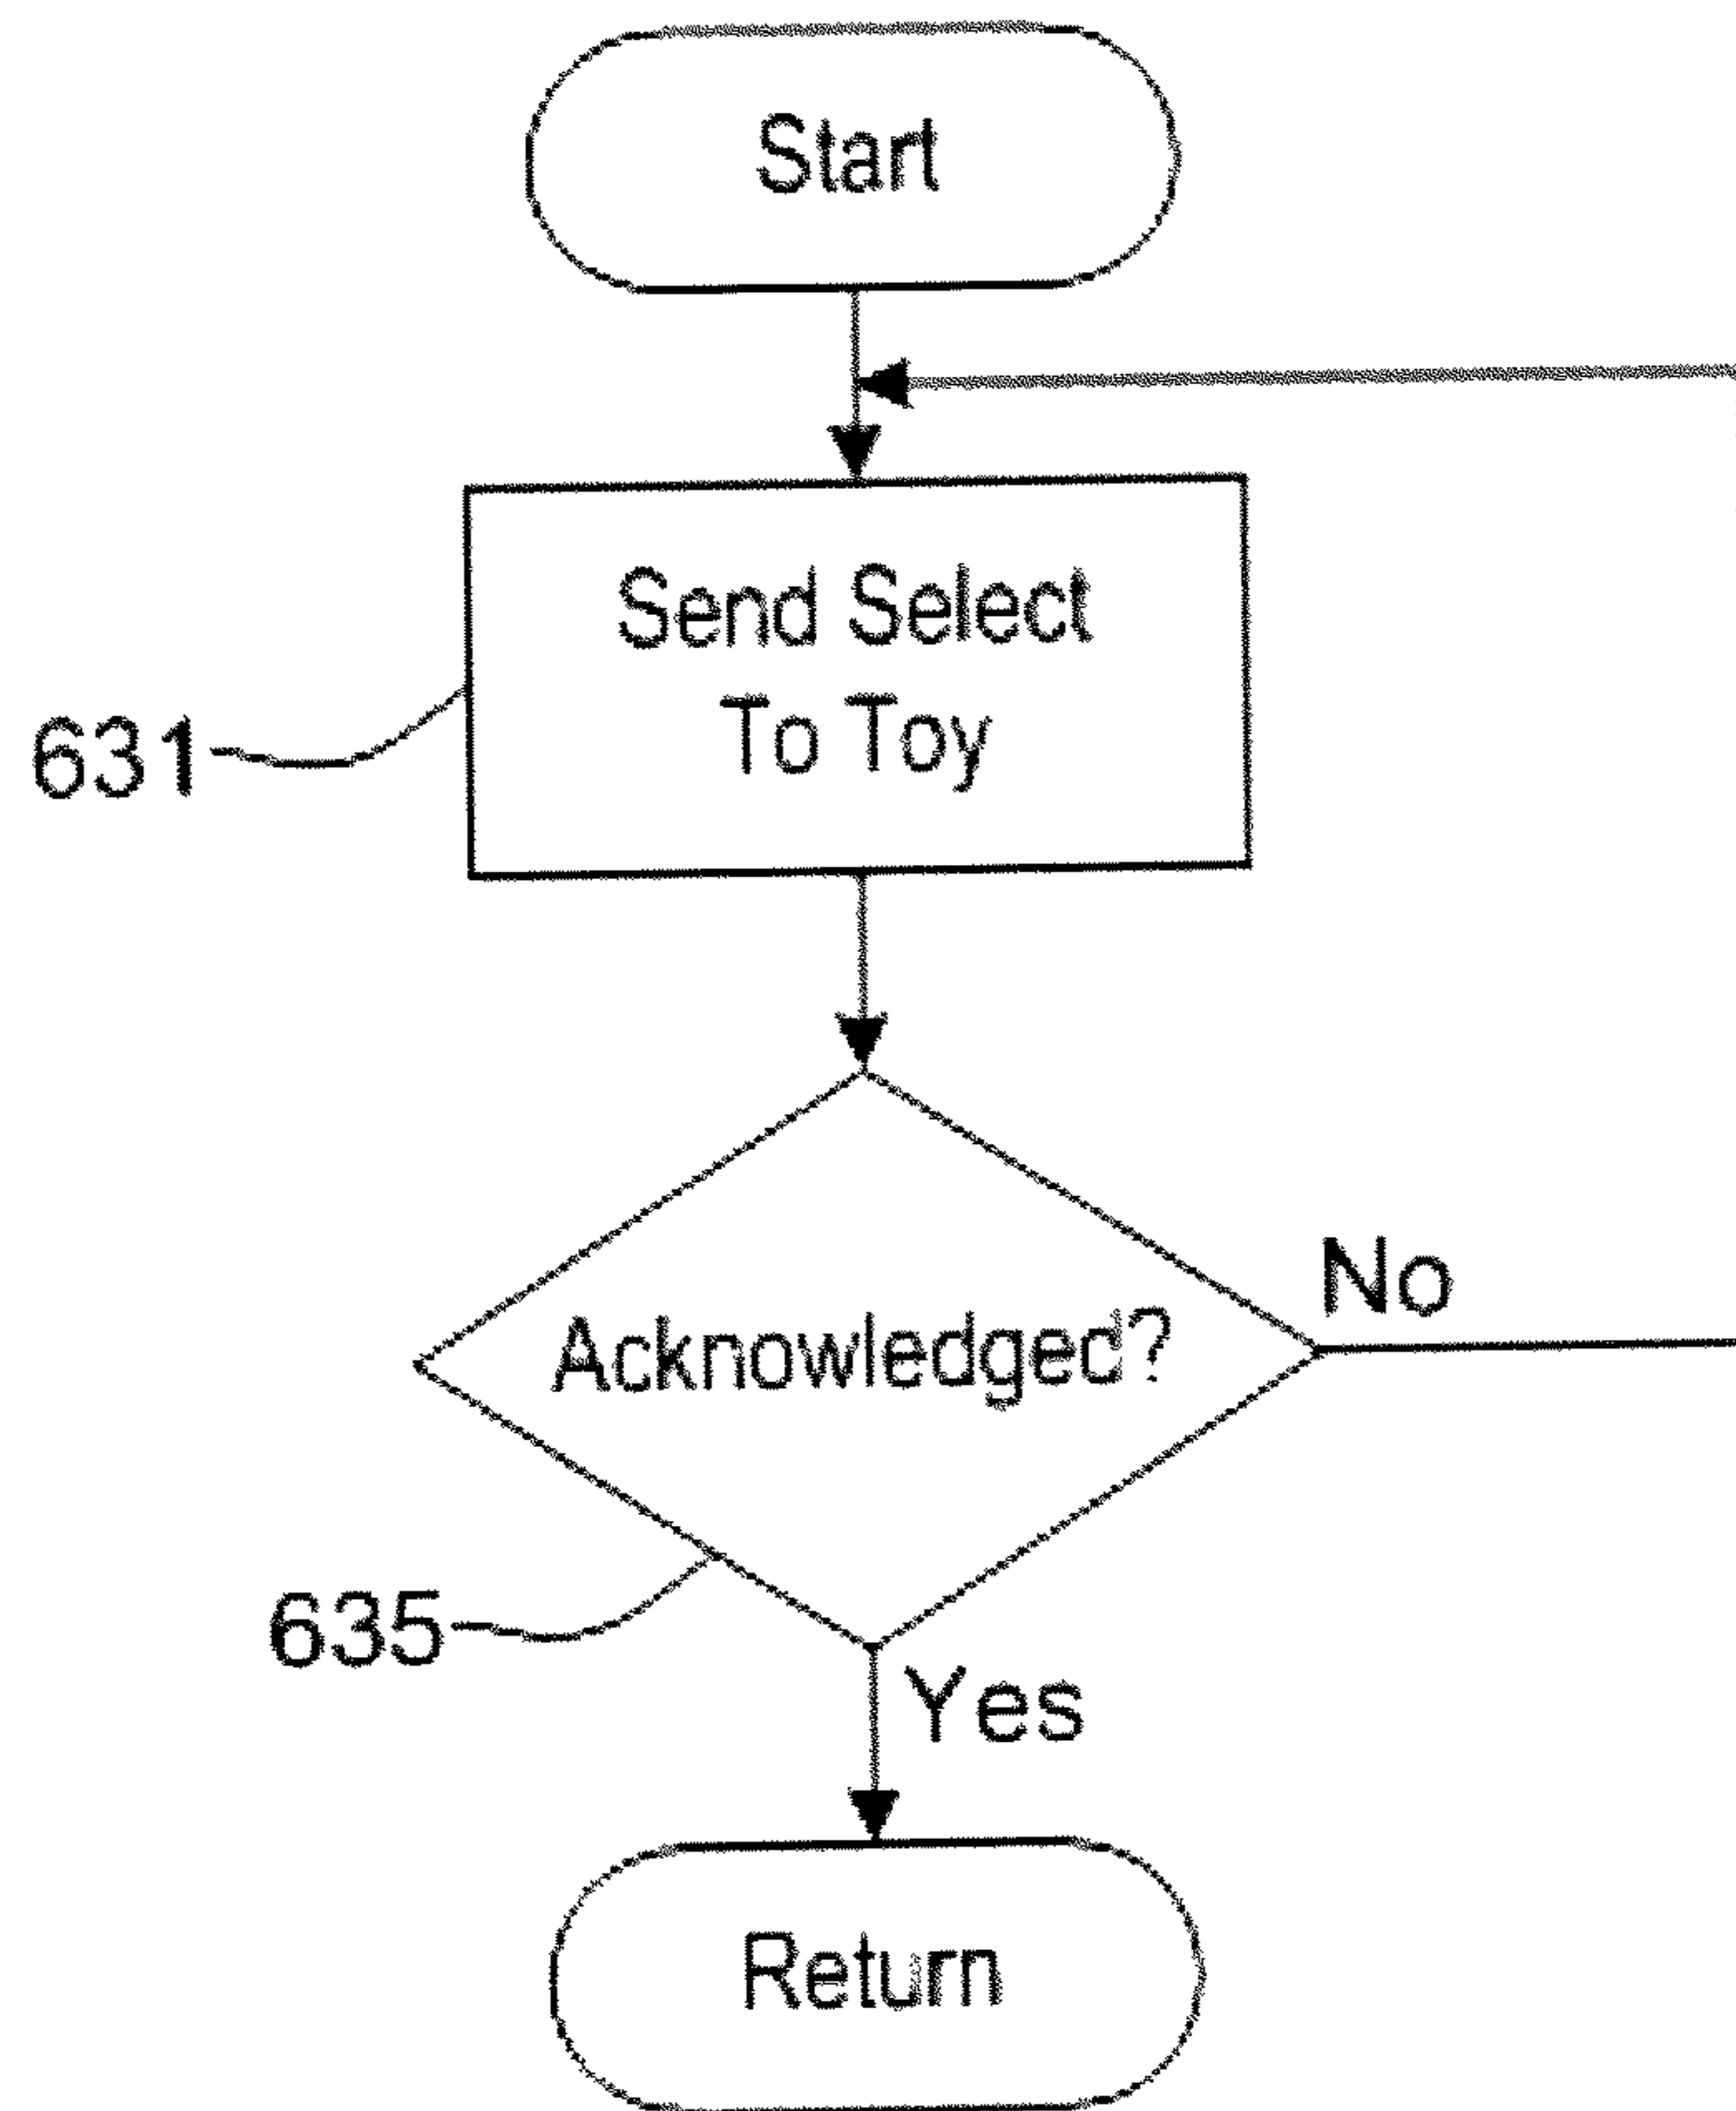 Start
Send Select
To Toy
631
Acknowledged?
No
635
Yes
Return